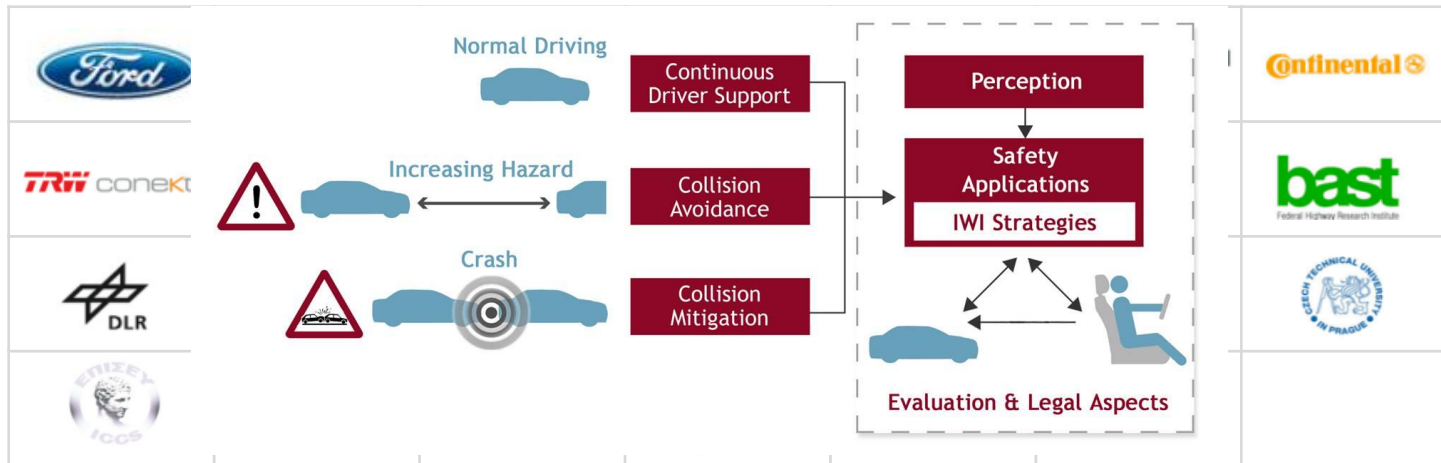 Ford
TRW conekt
DLR
ΕΠΙΣΕΥ
ICCS
Normal Driving
Increasing Hazard
Crash
Continuous
Driver Support
Collision
Avoidance
Collision
Mitigation
Perception
Safety
Applications
IWI Strategies
Evaluation & Legal Aspects
Continental
bast
Federal Highway Research Institute
CZECH TECHNICAL UNIVERSITY
IN PRAGUE